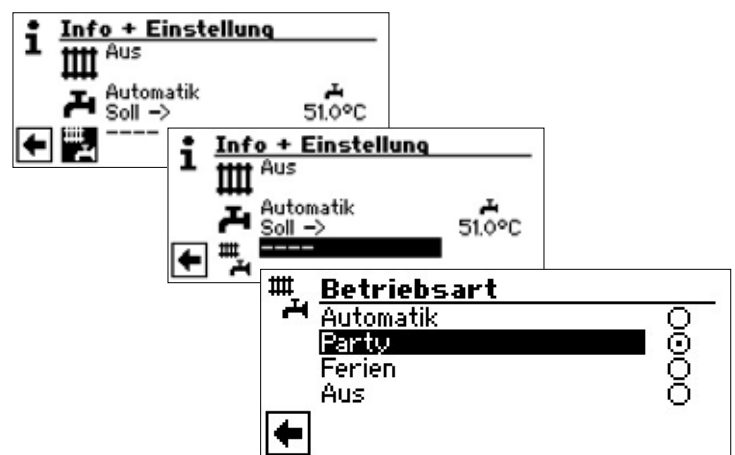 Info + Einstellung
Aus
Automatik
Soll -> 51.0°C
----
Info + Einstellung
Aus
Automatik
Soll -> 51.0°C
----
Betriebsart
Automatik
Party
Ferien
Aus